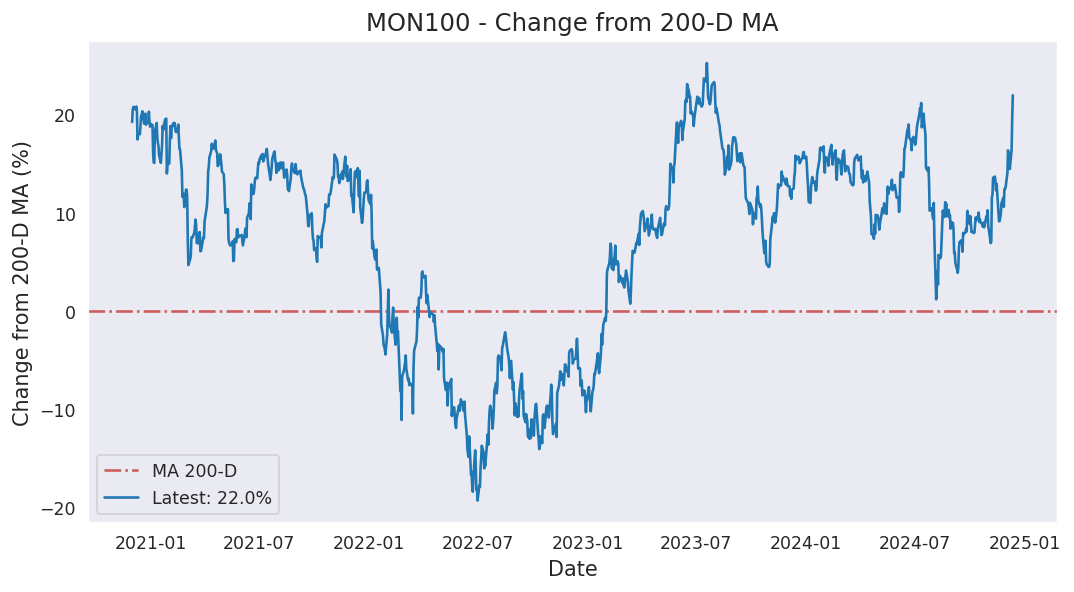 MON100 - Change from 200-D MA
Change from 200-D MA (%)
20
10
0
−10
−20
MA 200-D
Latest: 22.0%
2021-01 2021-07 2022-01 2022-07 2023-01 2023-07 2024-01 2024-07 2025-01
Date